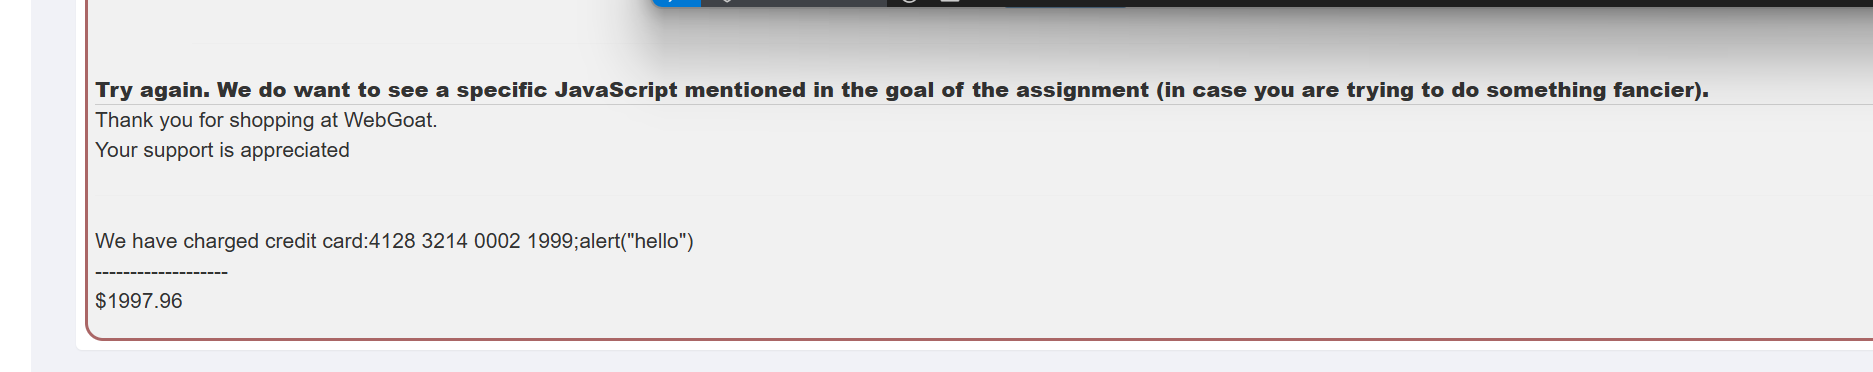 Try again. We do want to see a specific JavaScript mentioned in the goal of the assignment (in case you are trying to do something fancier).
Thank you for shopping at WebGoat.
Your support is appreciated
We have charged credit card:4128 3214 0002 1999;alert("hello")
-------------------
$1997.96